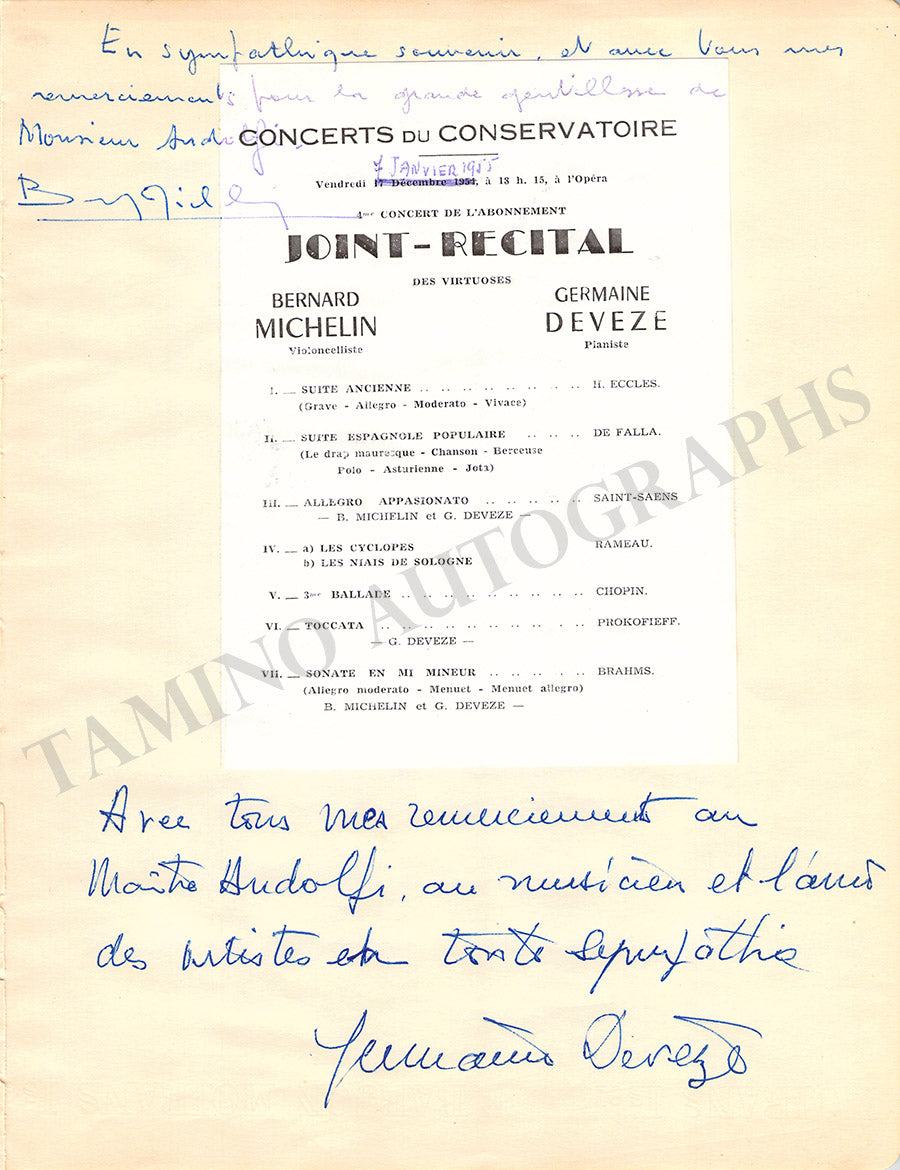 En sympathique souvenir, et avec tous mes
remerciements pour la grande gentillesse de
Monsieur Andolfi.
CONCERTS DU CONSERVATOIRE
7 JANVIER 1955
Vendredi 17 Décembre 1954, à 18 h. 15, à l'Opéra
4me CONCERT DE L'ABONNEMENT
JOINT-RECITAL
DES VIRTUOSES
BERNARD MICHELIN
Violoncelliste
GERMAINE DEVEZE
Pianiste
I. — SUITE ANCIENNE .. .. .. .. .. .. .. .. .. H. ECCLES.
(Grave - Allegro - Moderato - Vivace)
II. — SUITE ESPAGNOLE POPULAIRE .. .. .. DE FALLA.
(Le drap mauresque - Chanson - Berceuse
Polo - Asturienne - Jota)
III. — ALLEGRO APPASIONATO .. .. .. .. .. SAINT-SAENS
— B. MICHELIN et G. DEVEZE —
IV. — a) LES CYCLOPES RAMEAU.
b) LES NIAIS DE SOLOGNE
V. — 3me BALLADE .. .. .. .. .. .. .. .. .. .. CHOPIN.
VI. — TOCCATA .. .. .. .. .. .. .. .. .. . .. PROKOFIEFF.
— G. DEVEZE —
VII. — SONATE EN MI MINEUR .. .. .. .. .. BRAHMS.
(Allegro moderato - Menuet - Menuet allegro)
B. MICHELIN et G. DEVEZE —
TAMINO AUTOGRAPHS
Avec tous mes remerciements au
Maître Andolfi, au musicien et l'ami
des artistes en toute sympathie
Germaine Devèze